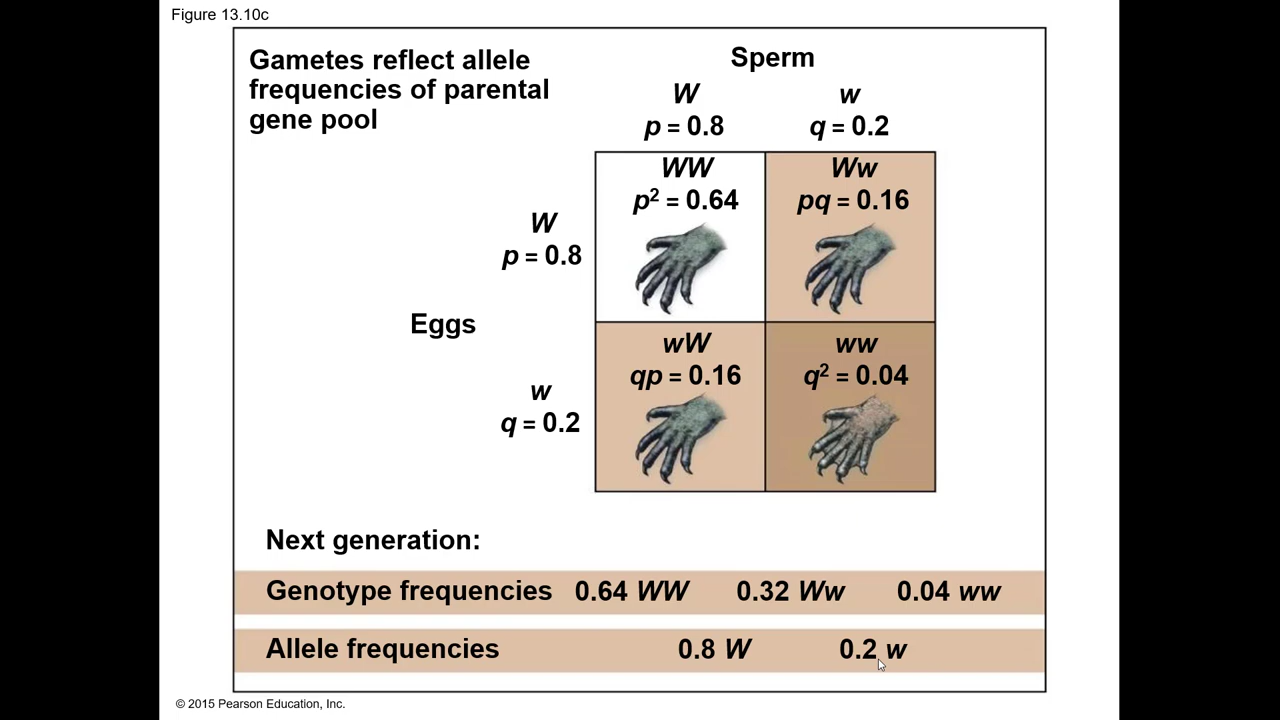 Figure 13.10c
Gametes reflect allele
frequencies of parental
gene pool
Sperm
W
p = 0.8
w
q = 0.2
Eggs
W
p = 0.8
WW
p² = 0.64
Ww
pq = 0.16
w
q = 0.2
wW
qp = 0.16
ww
q² = 0.04
Next generation:
Genotype frequencies 0.64 WW 0.32 Ww 0.04 ww
Allele frequencies 0.8 W 0.2 w
© 2015 Pearson Education, Inc.